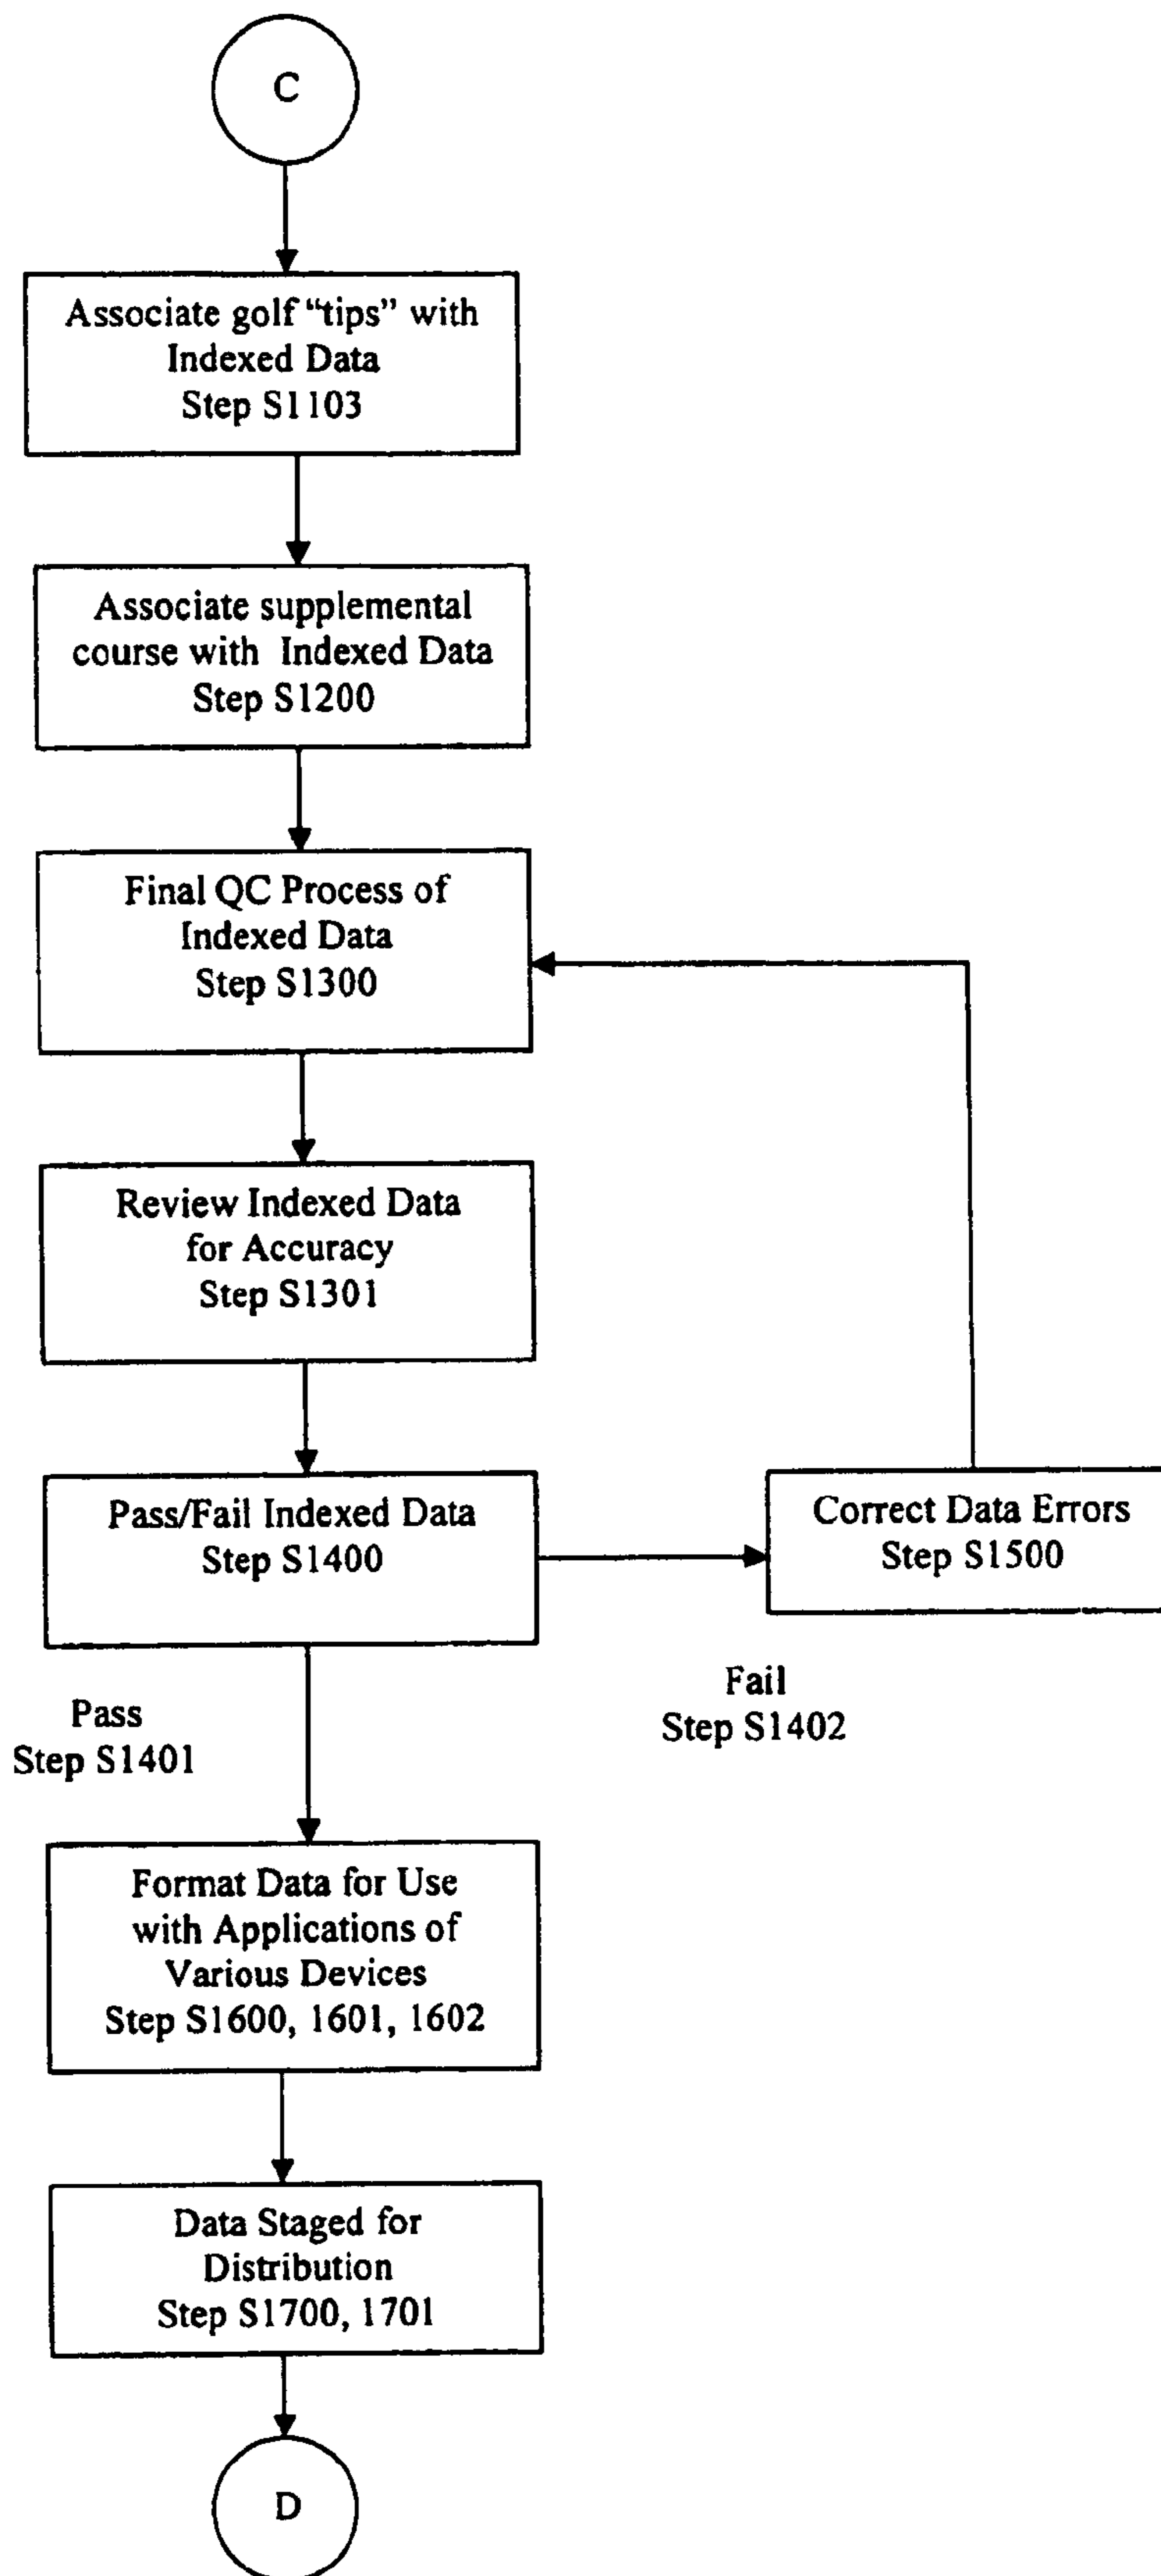 C
Associate golf “tips” with
Indexed Data
Step S1103
Associate supplemental
course with Indexed Data
Step S1200
Final QC Process of
Indexed Data
Step S1300
Review Indexed Data
for Accuracy
Step S1301
Pass/Fail Indexed Data
Step S1400
Correct Data Errors
Step S1500
Fail
Step S1402
Pass
Step S1401
Format Data for Use
with Applications of
Various Devices
Step S1600, 1601, 1602
Data Staged for
Distribution
Step S1700, 1701
D